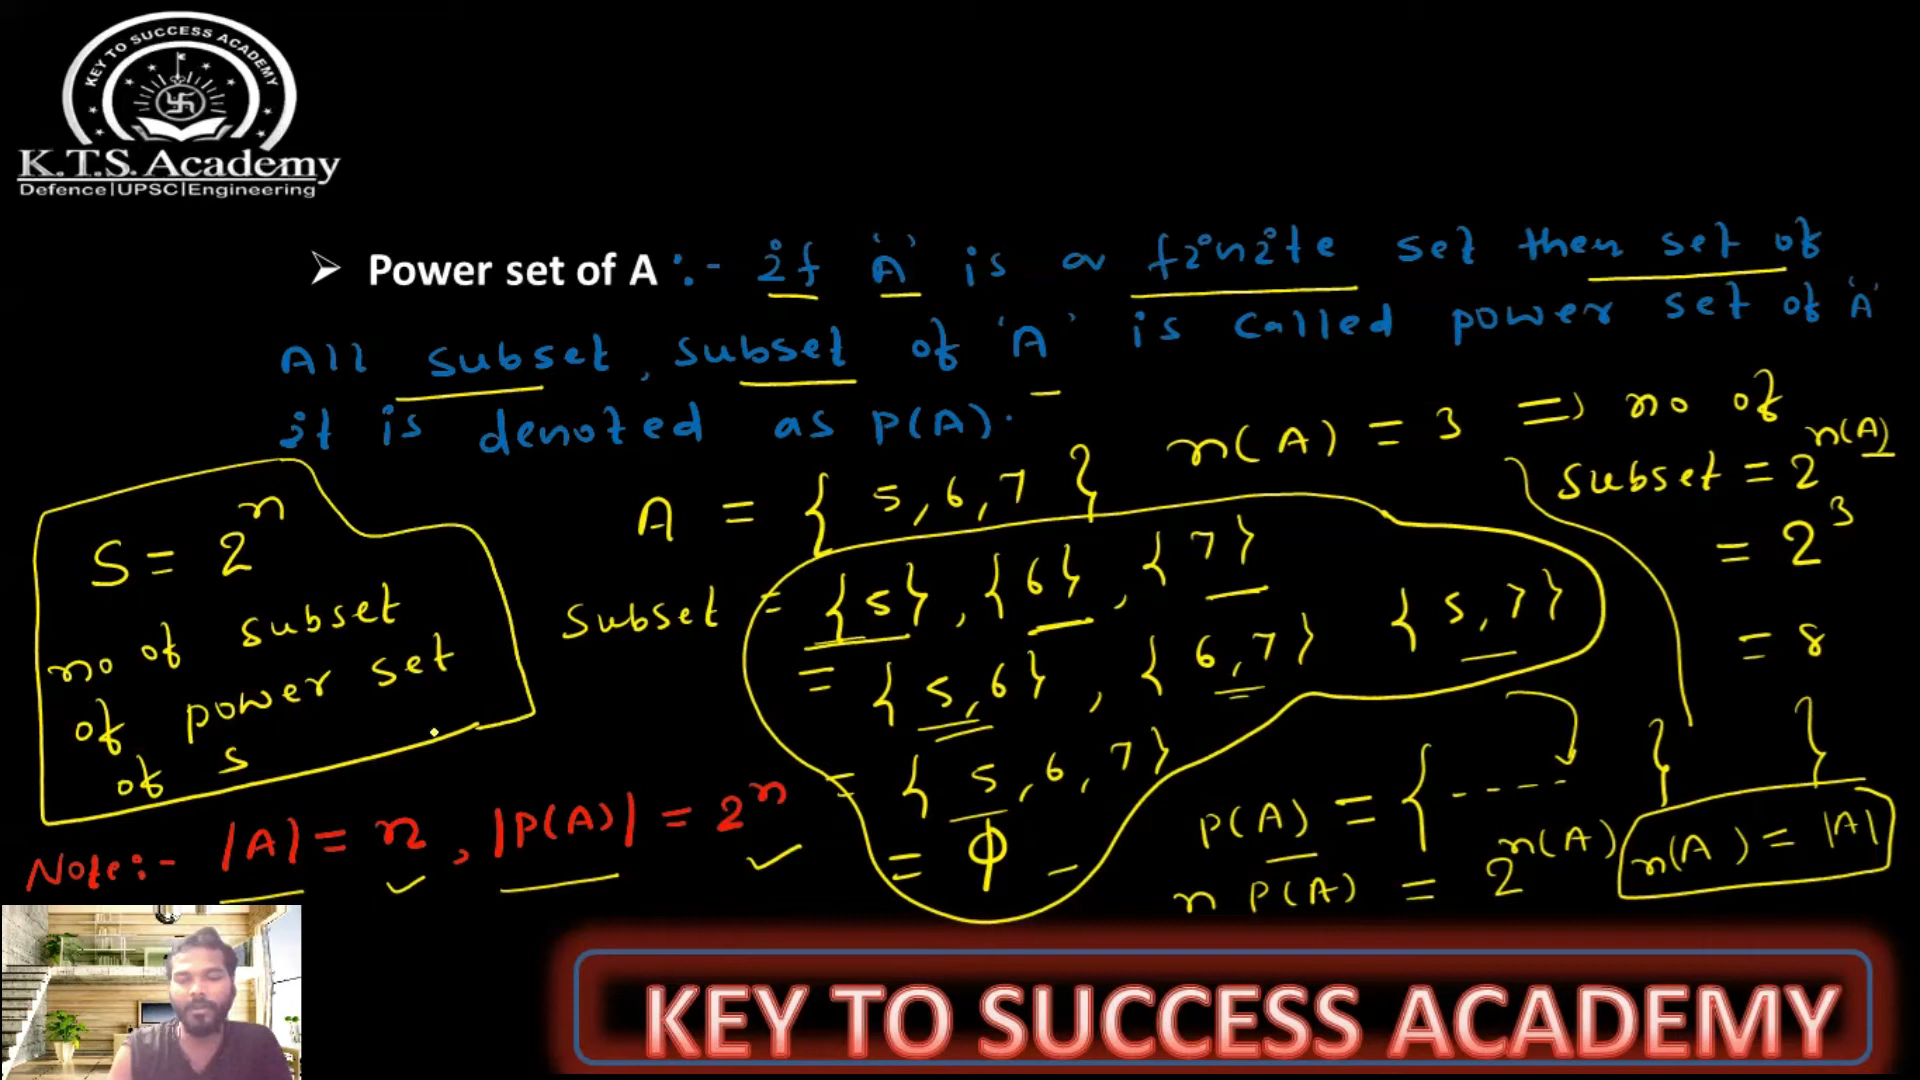 KEY TO SUCCESS ACADEMY
K.T.S. Academy
Defence|UPSC|Engineering
➢ Power set of A :- if 'A' is a finite set then set of
All subset, subset of 'A' is called power set of 'A'
it is denoted as P(A).
n(A) = 3 => no of
subset = 2^n(A)
= 2^3
= 8
A = { 5, 6, 7 }
subset = {5}, {6}, {7}
= {5,6}, {6,7} {5,7}
= {5,6,7}
= φ
S = 2^n
no of subset
of power set
of s
P(A) = { ---- } }
n P(A) = 2^n(A)
n(A) = |A|
Note:- |A| = n, |P(A)| = 2^n
KEY TO SUCCESS ACADEMY